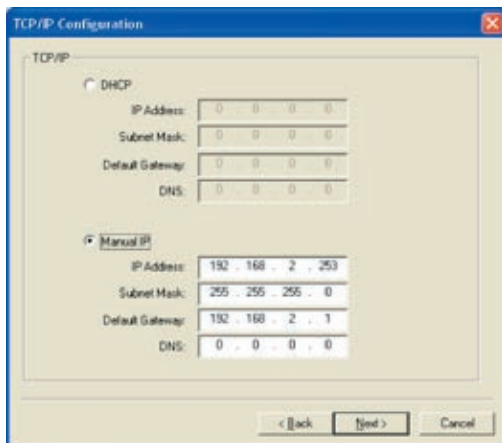 TCP/IP Configuration
TCP/IP
DHCP
IP Address: 0 . 0 . 0 . 0
Subnet Mask: 0 . 0 . 0 . 0
Default Gateway: 0 . 0 . 0 . 0
DNS: 0 . 0 . 0 . 0
Manual IP
IP Address: 192 . 168 . 2 . 253
Subnet Mask: 255 . 255 . 255 . 0
Default Gateway: 192 . 168 . 2 . 1
DNS: 0 . 0 . 0 . 0
< Back Next > Cancel